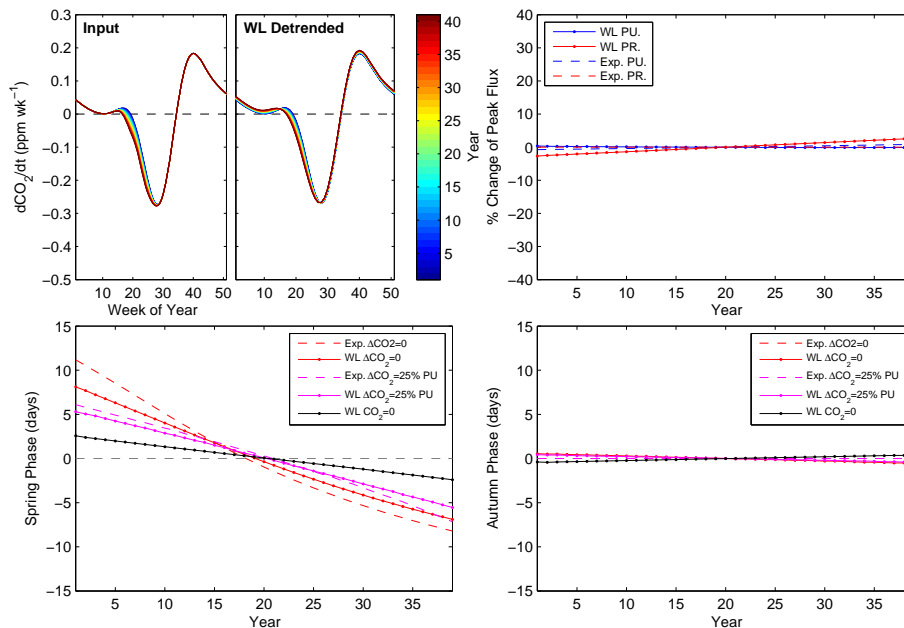 Input
WL Detrended
dCO2/dt (ppm wk−1)
0.4
0.3
0.2
0.1
0
−0.1
−0.2
−0.3
−0.4
−0.5
10 20 30 40 50
10 20 30 40 50
Week of Year
40
35
30
25
20
15
10
5
Year
WL PU.
WL PR.
Exp. PU.
Exp. PR.
% Change of Peak Flux
40
30
20
10
0
−10
−20
−30
−40
5 10 15 20 25 30 35
Year
Exp. ΔCO2=0
WL ΔCO2=0
Exp. ΔCO2=25% PU
WL ΔCO2=25% PU
WL CO2=0
Spring Phase (days)
15
10
5
0
−5
−10
−15
5 10 15 20 25 30 35
Year
Exp. ΔCO2=0
WL ΔCO2=0
Exp. ΔCO2=25% PU
WL ΔCO2=25% PU
WL CO2=0
Autumn Phase (days)
15
10
5
0
−5
−10
−15
5 10 15 20 25 30 35
Year